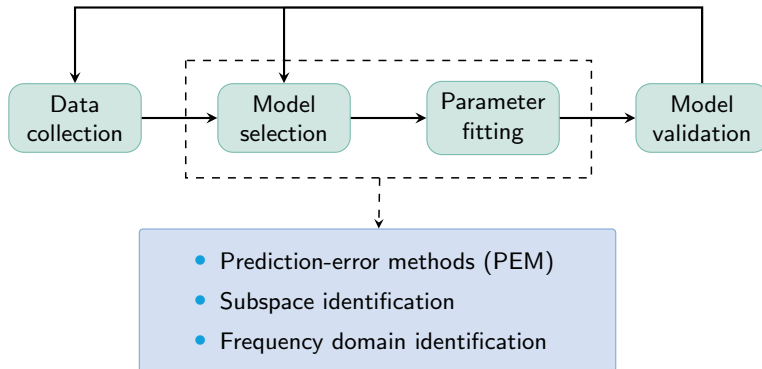 Data
collection
Model
selection
Parameter
fitting
Model
validation
• Prediction-error methods (PEM)
• Subspace identification
• Frequency domain identification